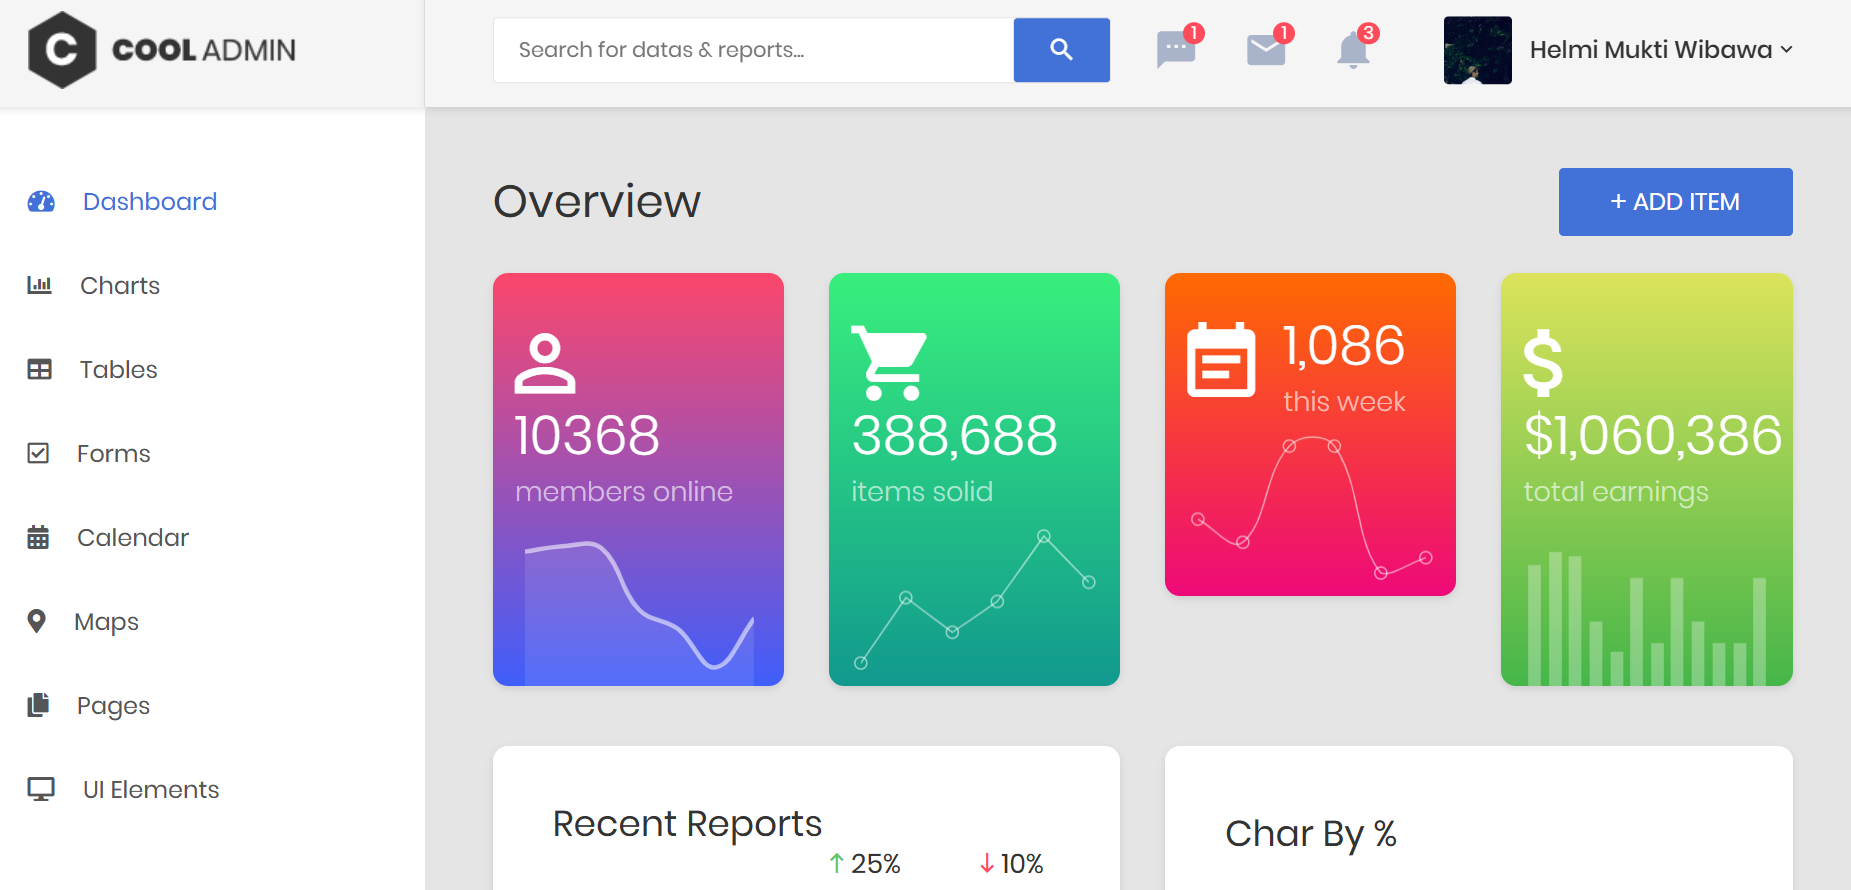 C COOL ADMIN
Search for datas & reports...
1
1
3
Helmi Mukti Wibawa
Dashboard
Charts
Tables
Forms
Calendar
Maps
Pages
UI Elements
Overview
+ ADD ITEM
10368
members online
388,688
items solid
1,086
this week
$
$1,060,386
total earnings
Recent Reports
↑ 25%
↓ 10%
Char By %